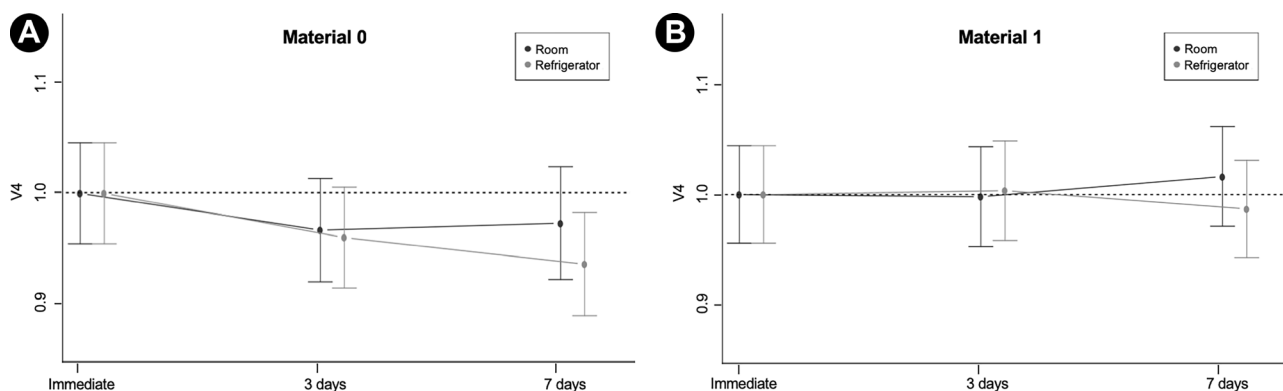 A
Material 0
Room
Refrigerator
V4
1.1
1.0
0.9
Immediate
3 days
7 days
B
Material 1
Room
Refrigerator
V4
1.1
1.0
0.9
Immediate
3 days
7 days